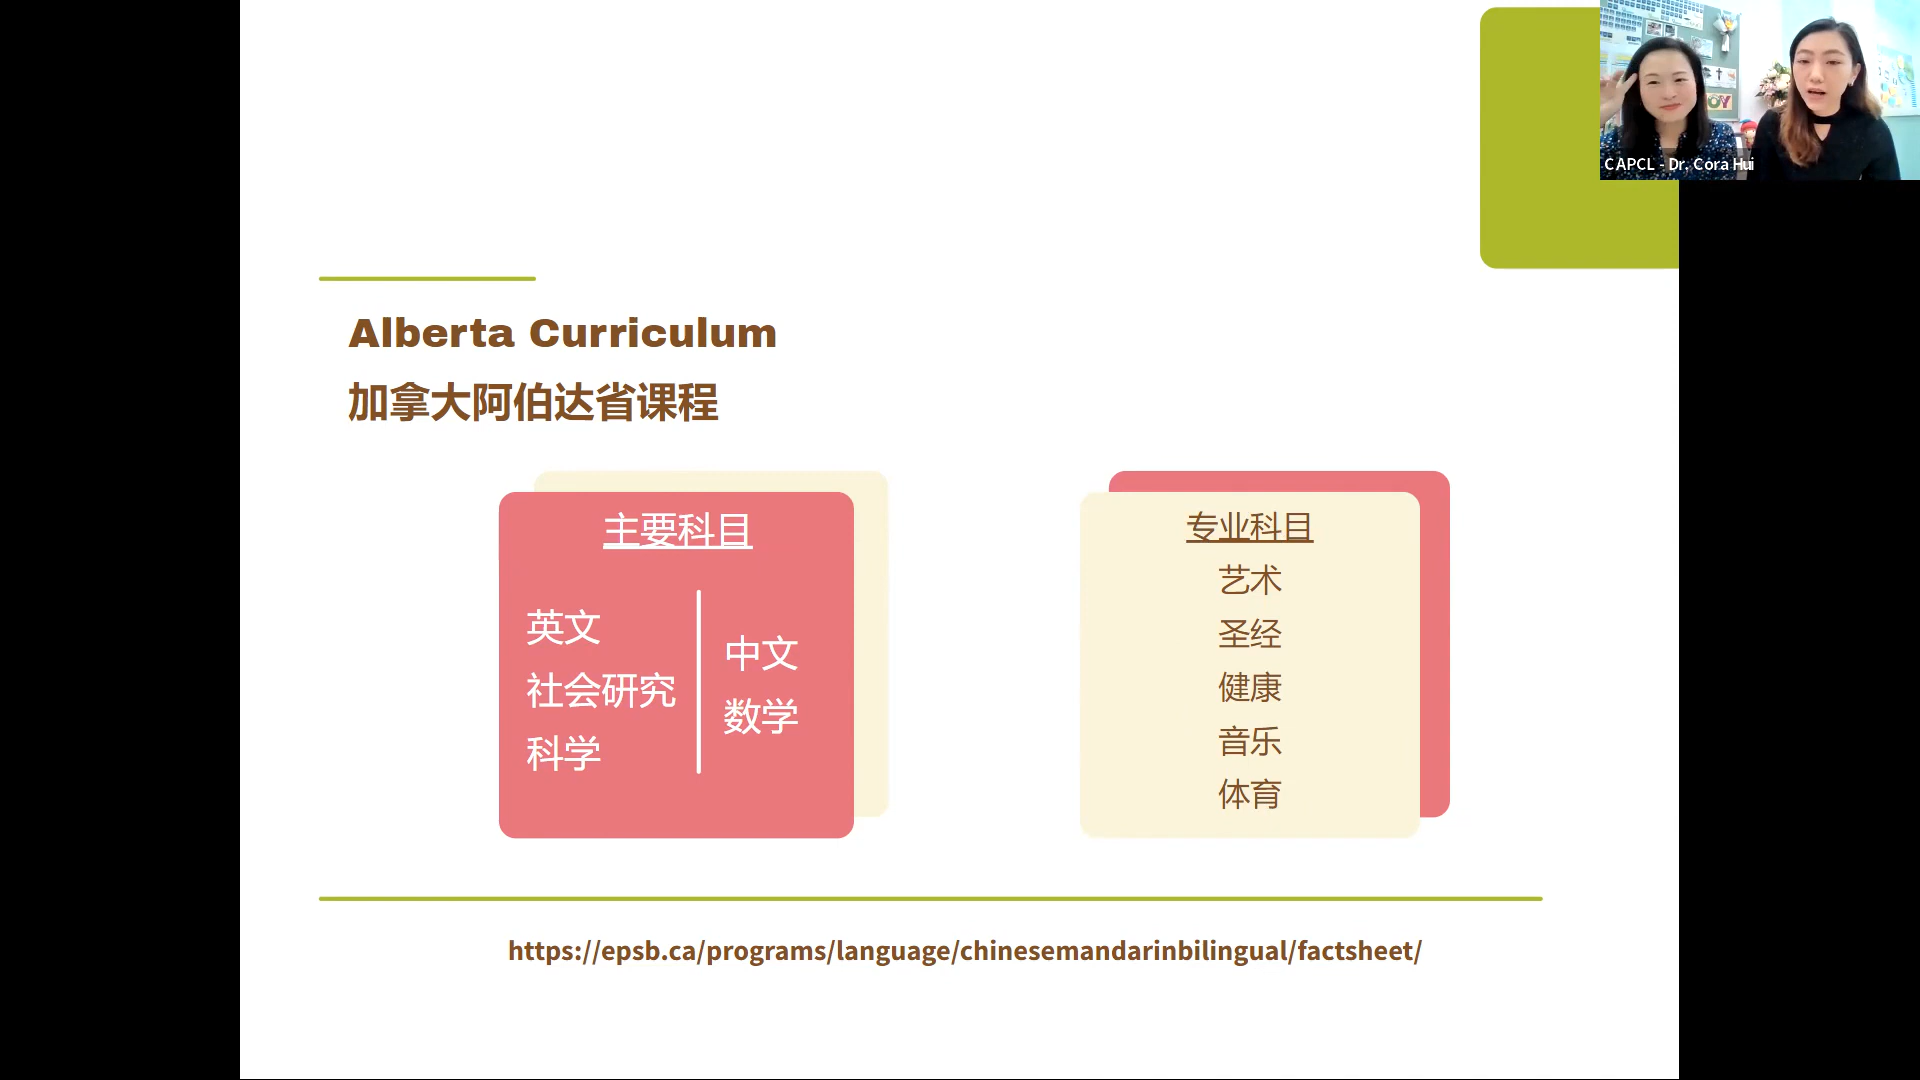 CAPCL - Dr. Cora Hui
Alberta Curriculum
加拿大阿伯达省课程
主要科目
英文
社会研究
科学
中文
数学
专业科目
艺术
圣经
健康
音乐
体育
https://epsb.ca/programs/language/chinesemandarinbilingual/factsheet/